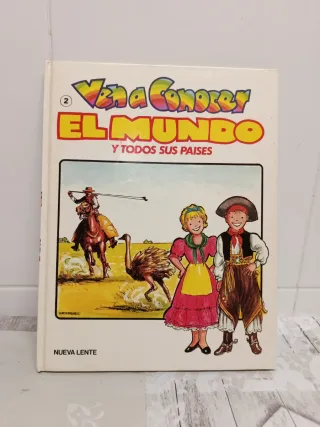 2
Ven a Conocer
EL MUNDO
Y TODOS SUS PAISES
NUEVA LENTE